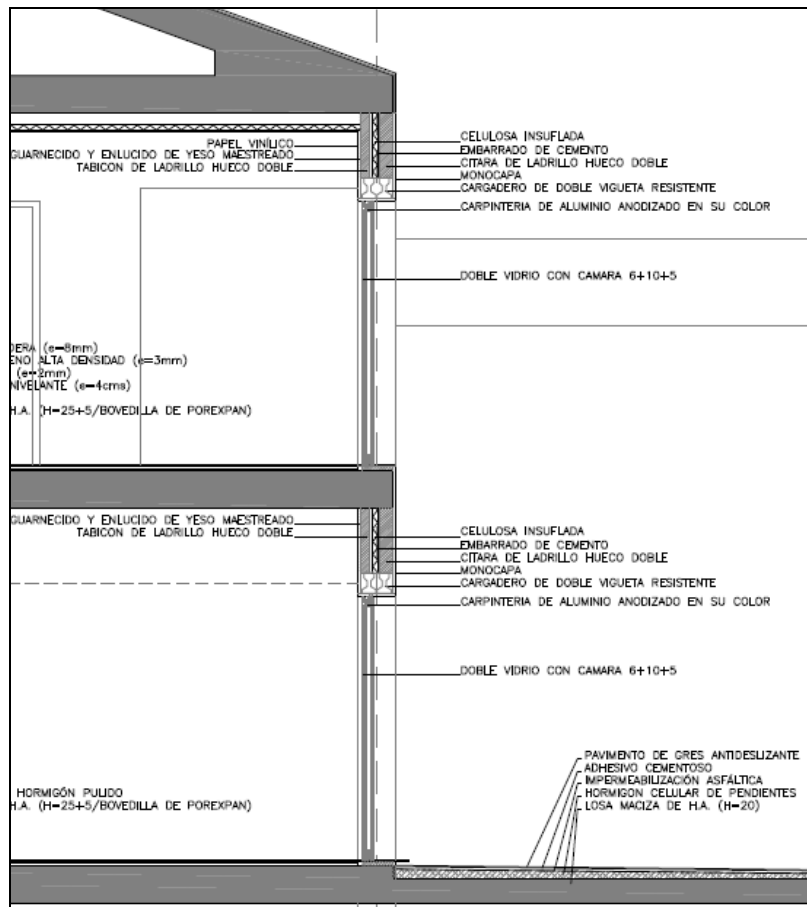 PAPEL VINÍLICO
GUARNECIDO Y ENLUCIDO DE YESO MAESTREADO
TABICON DE LADRILLO HUECO DOBLE
CELULOSA INSUFLADA
EMBARRADO DE CEMENTO
CITARA DE LADRILLO HUECO DOBLE
MONOCAPA
CARGADERO DE DOBLE VIGUETA RESISTENTE
CARPINTERIA DE ALUMINIO ANODIZADO EN SU COLOR
DOBLE VIDRIO CON CAMARA 6+10+5
DERA (e=8mm)
ENO ALTA DENSIDAD (e=3mm)
(e=2mm)
NIVELANTE (e=4cms)
H.A. (H=25+5/BOVEDILLA DE POREXPAN)
GUARNECIDO Y ENLUCIDO DE YESO MAESTREADO
TABICON DE LADRILLO HUECO DOBLE
CELULOSA INSUFLADA
EMBARRADO DE CEMENTO
CITARA DE LADRILLO HUECO DOBLE
MONOCAPA
CARGADERO DE DOBLE VIGUETA RESISTENTE
CARPINTERIA DE ALUMINIO ANODIZADO EN SU COLOR
DOBLE VIDRIO CON CAMARA 6+10+5
PAVIMENTO DE GRES ANTIDESLIZANTE
ADHESIVO CEMENTOSO
IMPERMEABILIZACIÓN ASFÁLTICA
HORMIGON CELULAR DE PENDIENTES
LOSA MACIZA DE H.A. (H=20)
HORMIGÓN PULIDO
H.A. (H=25+5/BOVEDILLA DE POREXPAN)